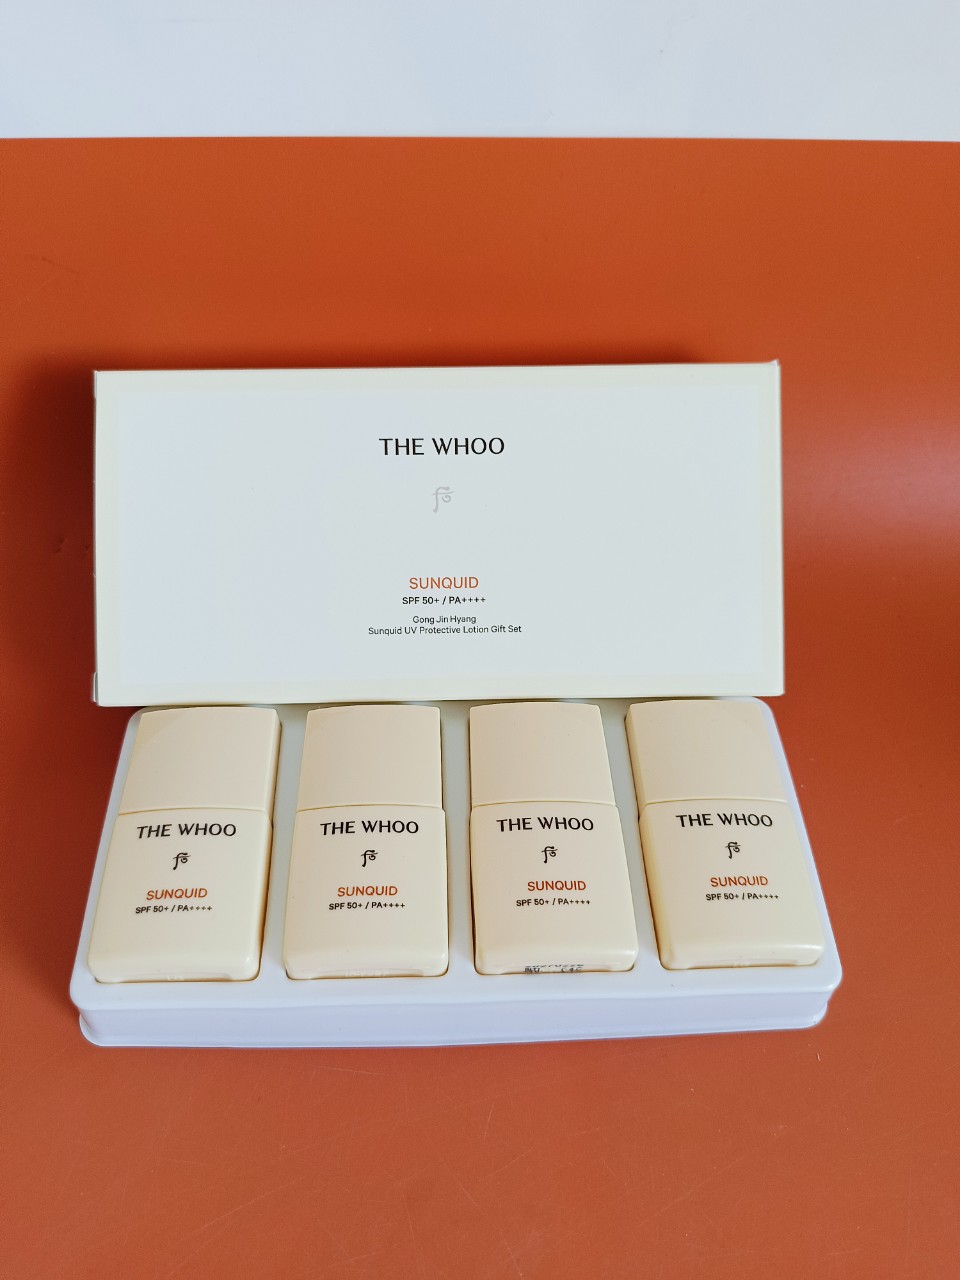 THE WHOO
SUNQUID
SPF 50+ / PA++++
Gong Jin Hyang
Sunquid UV Protective Lotion Gift Set
THE WHOO
SUNQUID
SPF 50+ / PA++++
THE WHOO
SUNQUID
SPF 50+ / PA++++
THE WHOO
SUNQUID
SPF 50+ / PA++++
THE WHOO
SUNQUID
SPF 50+ / PA++++